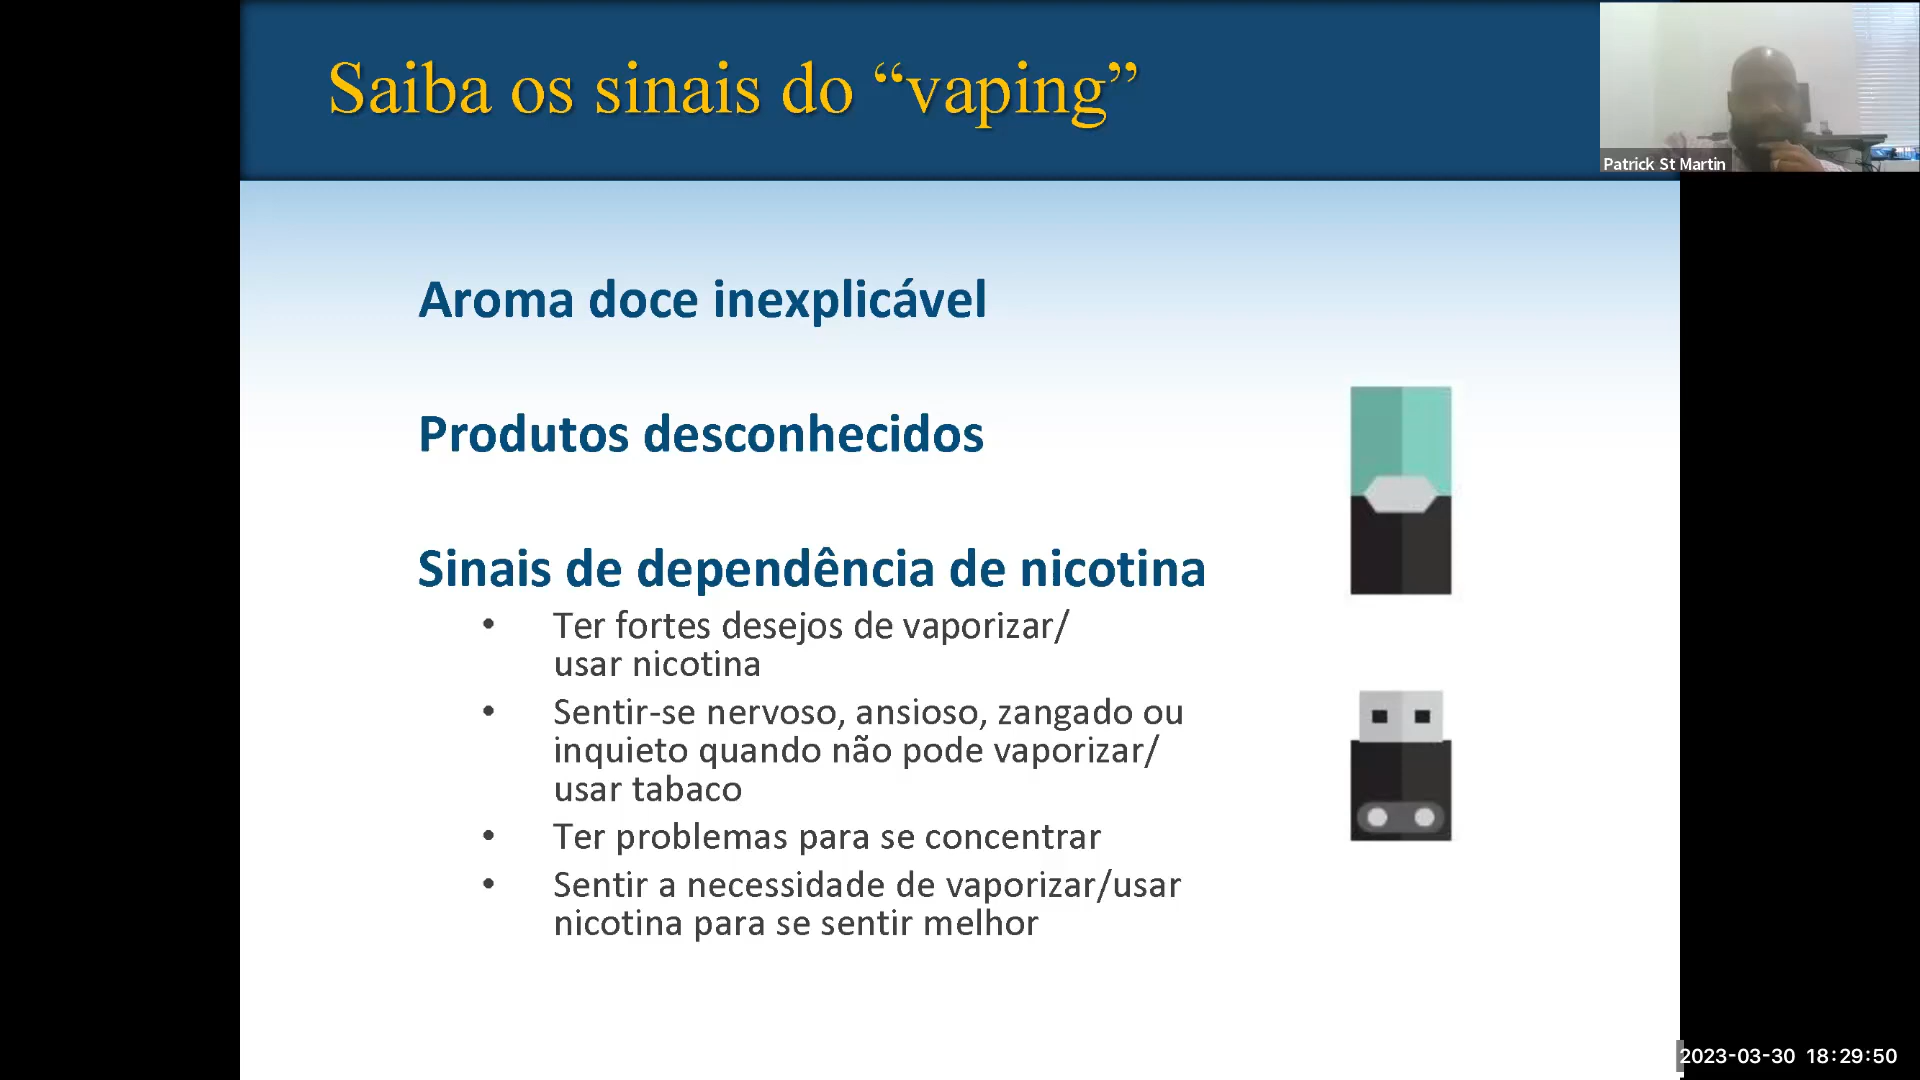 Saiba os sinais do “vaping”
Patrick St Martin
Aroma doce inexplicável
Produtos desconhecidos
Sinais de dependência de nicotina
• Ter fortes desejos de vaporizar/
usar nicotina
• Sentir-se nervoso, ansioso, zangado ou
inquieto quando não pode vaporizar/
usar tabaco
• Ter problemas para se concentrar
• Sentir a necessidade de vaporizar/usar
nicotina para se sentir melhor
2023-03-30 18:29:50